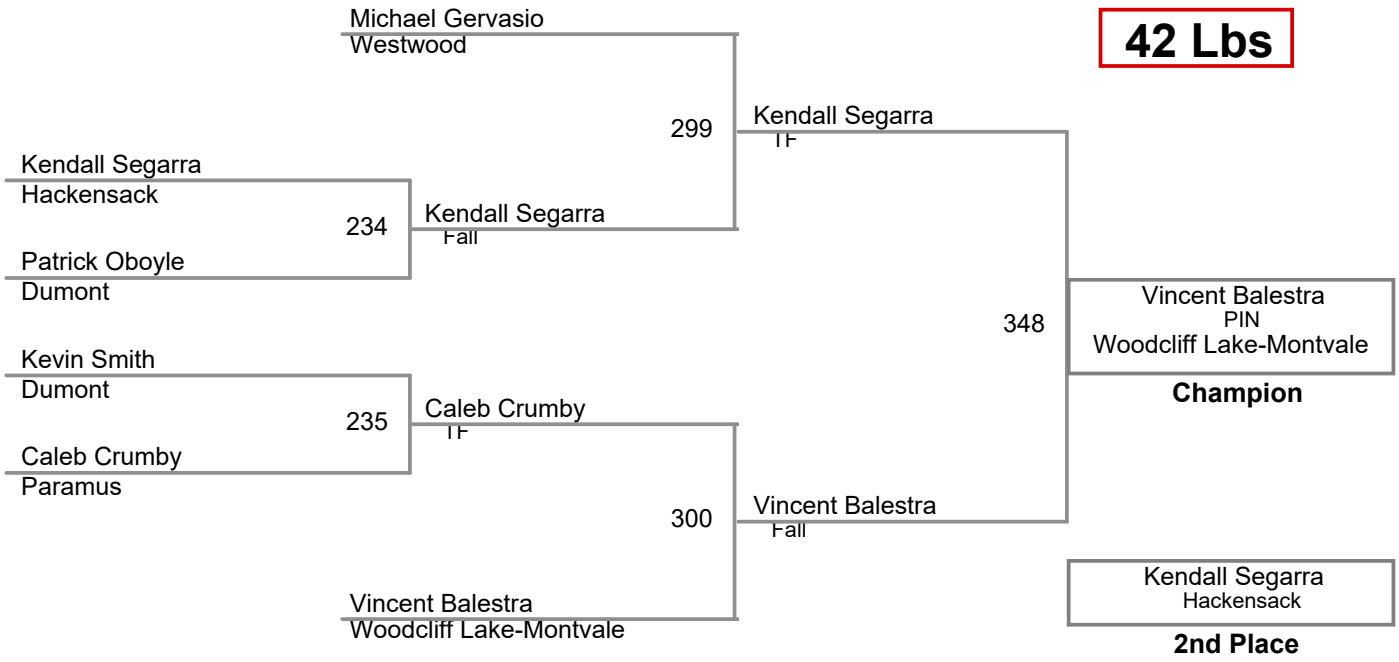 Michael Gervasio
Westwood
42 Lbs
299
Kendall Segarra
TF
Kendall Segarra
Hackensack
234
Kendall Segarra
Fall
Patrick Oboyle
Dumont
348
Vincent Balestra
PIN
Woodcliff Lake-Montvale
Champion
Kevin Smith
Dumont
235
Caleb Crumby
TF
Caleb Crumby
Paramus
300
Vincent Balestra
Fall
Vincent Balestra
Woodcliff Lake-Montvale
Kendall Segarra
Hackensack
2nd Place